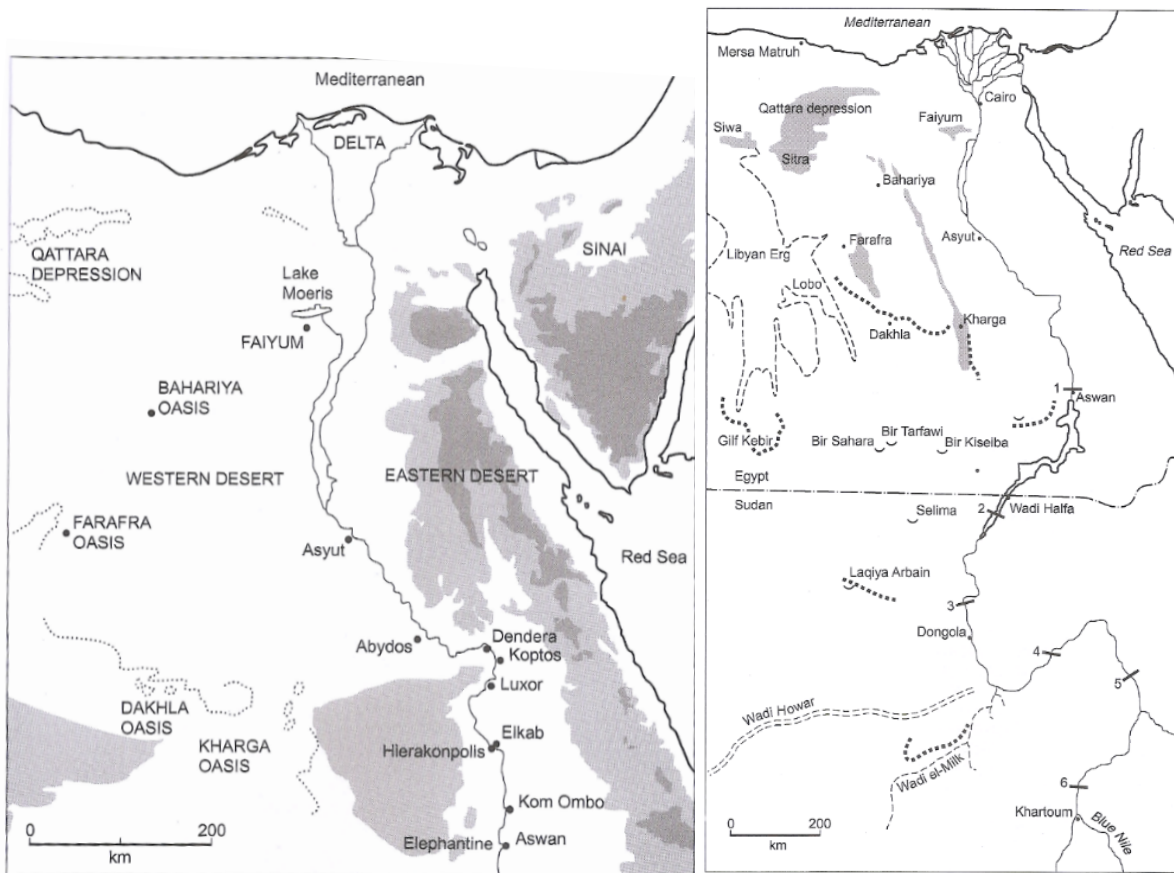 Mediterranean
DELTA
SINAI
QATTARA
DEPRESSION
Lake
Moeris
FAIYUM
BAHARIYA
OASIS
WESTERN DESERT
EASTERN DESERT
FARAFRA
OASIS
Asyut
Red Sea
Abydos
Dendera
Koptos
Luxor
DAKHLA
OASIS
KHARGA
OASIS
Elkab
Hierakonpolis
Kom Ombo
Elephantine
Aswan
0
200
km
Mediterranean
Mersa Matruh
Cairo
Qattara depression
Faiyum
Siwa
Sitra
Bahariya
Asyut
Farafra
Red Sea
Libyan Erg
Lobo
Kharga
Dakhla
1
Aswan
Gilf Kebir
Bir Sahara
Bir Tarfawi
Bir Kiseiba
Egypt
Sudan
Selima
2
Wadi Halfa
Laqiya Arbain
3
Dongola
4
5
Wadi Howar
Wadi el-Milk
6
Khartoum
Blue Nile
0
200
km